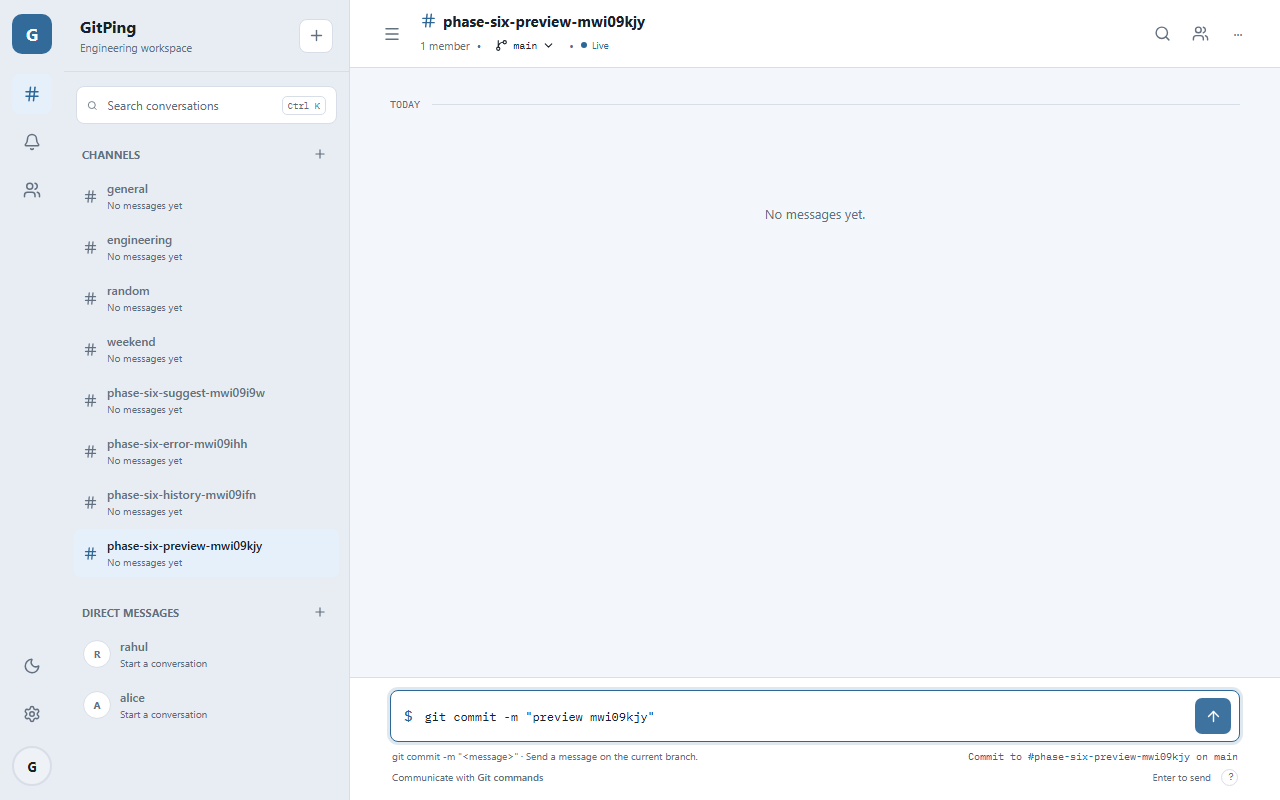 G
GitPing
Engineering workspace
Search conversations
Ctrl K
CHANNELS
general
No messages yet
engineering
No messages yet
random
No messages yet
weekend
No messages yet
phase-six-suggest-mwi09i9w
No messages yet
phase-six-error-mwi09ihh
No messages yet
phase-six-history-mwi09ifn
No messages yet
phase-six-preview-mwi09kjy
No messages yet
DIRECT MESSAGES
R
rahul
Start a conversation
A
alice
Start a conversation
G
# phase-six-preview-mwi09kjy
1 member • main • Live
TODAY
No messages yet.
$ git commit -m "preview mwi09kjy"
git commit -m "<message>" · Send a message on the current branch.
Commit to #phase-six-preview-mwi09kjy on main
Communicate with Git commands
Enter to send ?